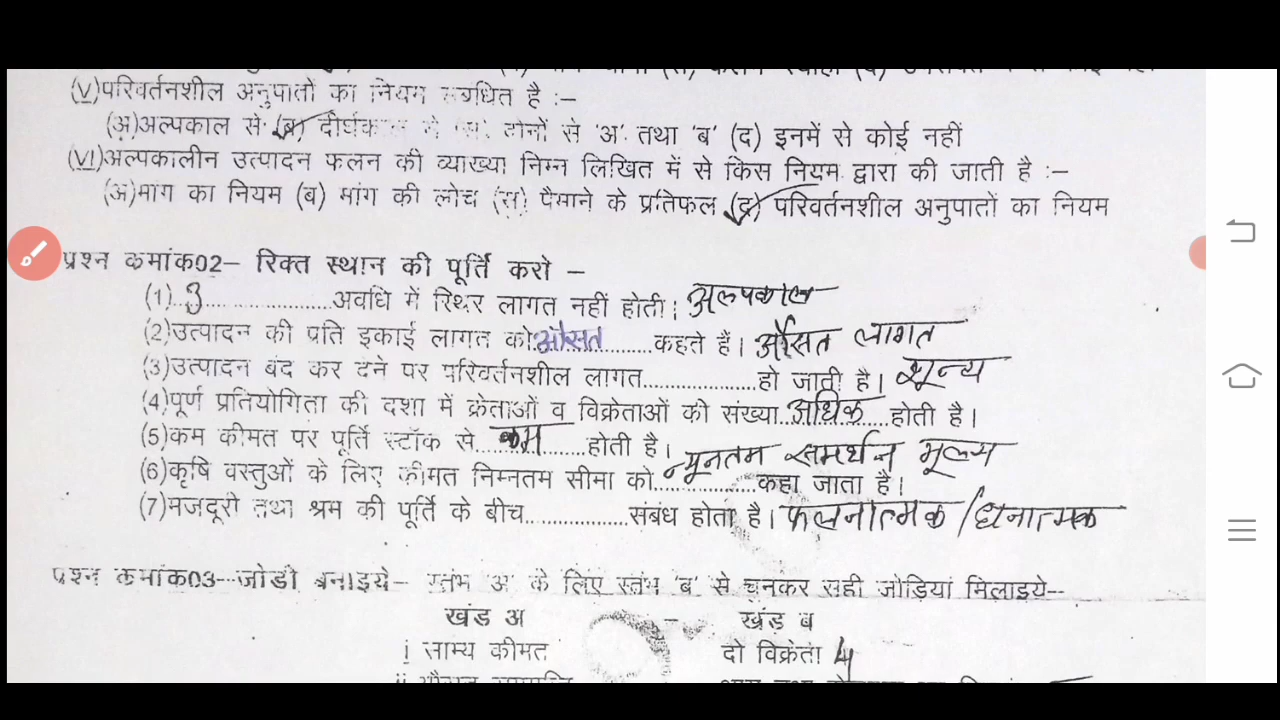 (V)परिवर्तनशील अनुपातों का नियम संबंधित है :–
(अ)अल्पकाल से (ब) दीर्घकाल से (स) दोनों से 'अ' तथा 'ब' (द) इनमें से कोई नहीं
(VI)अल्पकालीन उत्पादन फलन की व्याख्या निम्न लिखित में से किस नियम द्वारा की जाती है :–
(अ)मांग का नियम (ब) मांग की लोच (स) पैमाने के प्रतिफल (द) परिवर्तनशील अनुपातों का नियम
प्रश्न कमांक02– रिक्त स्थान की पूर्ति करो –
(1)....................अवधि में स्थिर लागत नहीं होती। अल्पकाल
(2)उत्पादन की प्रति इकाई लागत को औसत ............कहते हैं। औसत लागत
(3)उत्पादन बंद कर देने पर परिवर्तनशील लागत................हो जाती है। शून्य
(4)पूर्ण प्रतियोगिता की दशा में क्रेताओं व विक्रेताओं की संख्या..अधिक...होती है।
(5)कम कीमत पर पूर्ति स्टॉक से ..कम.......होती है।
(6)कृषि वस्तुओं के लिए कीमत निम्नतम सीमा को न्यूनतम समर्थन मूल्य ...............कहा जाता है।
(7)मजदूरी तथा श्रम की पूर्ति के बीच...............संबंध होता है। फलनात्मक / धनात्मक
प्रश्न कमांक03–जोडी बनाइये– स्तंभ 'अ' के लिए स्तंभ 'ब' से चुनकर सही जोड़ियां मिलाइये–
खंड अ – खंड ब
i साम्य कीमत दो विक्रेता 4